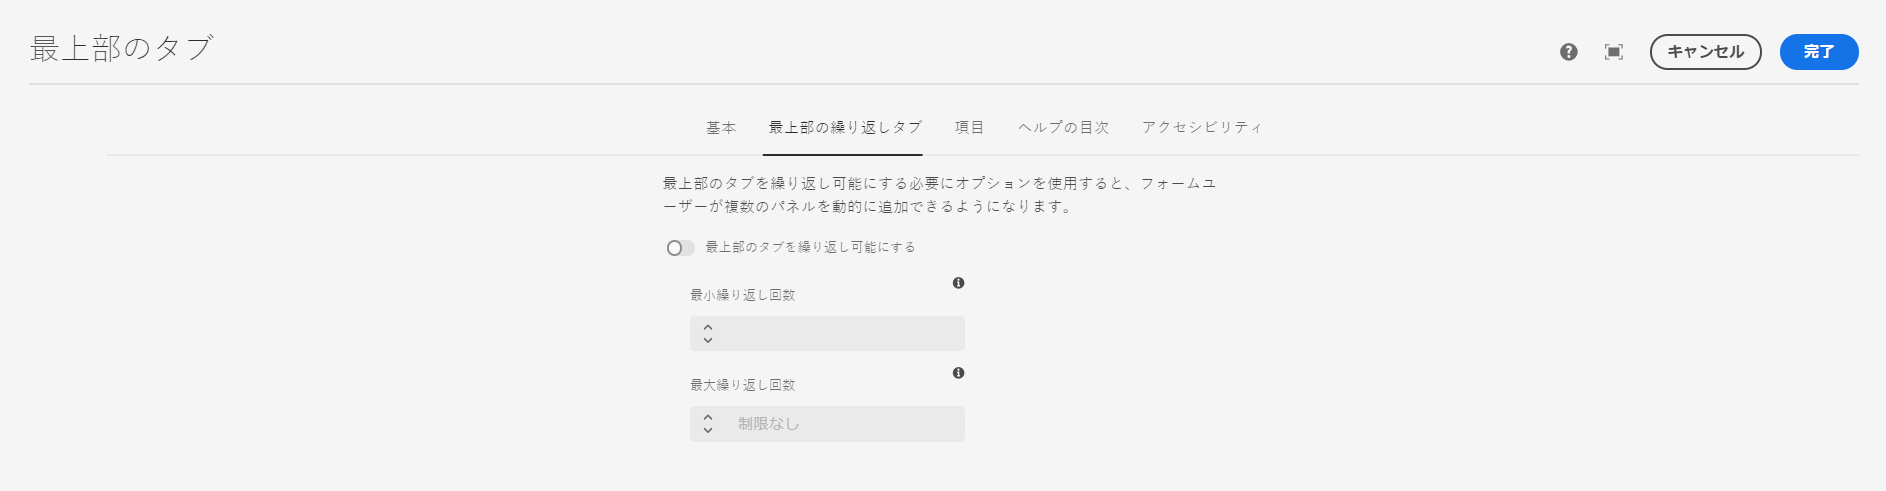 最上部のタブ
キャンセル
完了
基本
最上部の繰り返しタブ
項目
ヘルプの目次
アクセシビリティ
最上部のタブを繰り返し可能にする必要にオプションを使用すると、フォームユ
ーザーが複数のパネルを動的に追加できるようになります。
最上部のタブを繰り返し可能にする
最小繰り返し回数
最大繰り返し回数
制限なし